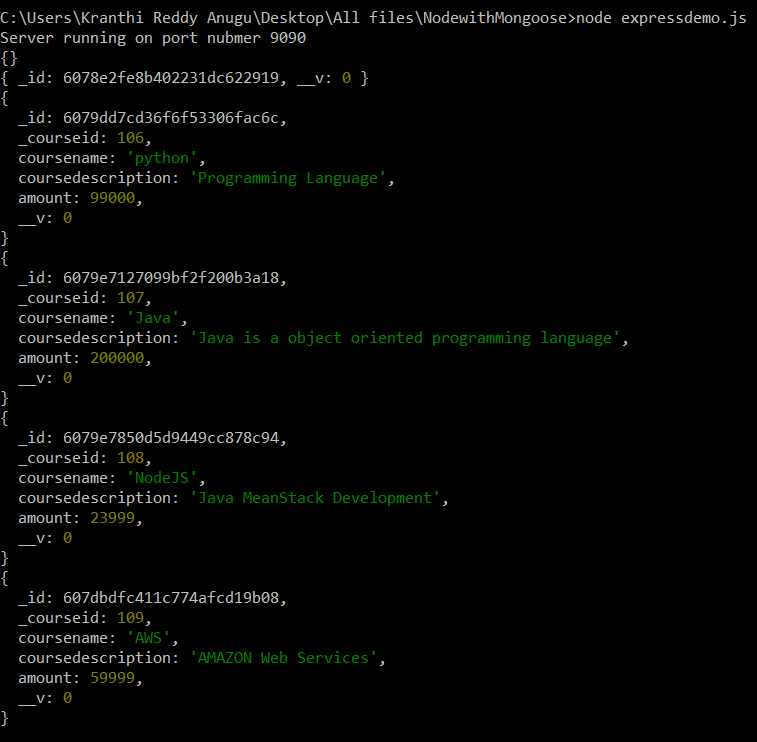 C:\Users\Kranthi Reddy Anugu\Desktop\All files\NodewithMongoose>node expressdemo.js
Server running on port nubmer 9090
{}
{ _id: 6078e2fe8b402231dc622919, __v: 0 }
{
  _id: 6079dd7cd36f6f53306fac6c,
  _courseid: 106,
  coursename: 'python',
  coursedescription: 'Programming Language',
  amount: 99000,
  __v: 0
}
{
  _id: 6079e7127099bf2f200b3a18,
  _courseid: 107,
  coursename: 'Java',
  coursedescription: 'Java is a object oriented programming language',
  amount: 200000,
  __v: 0
}
{
  _id: 6079e7850d5d9449cc878c94,
  _courseid: 108,
  coursename: 'NodeJS',
  coursedescription: 'Java MeanStack Development',
  amount: 23999,
  __v: 0
}
{
  _id: 607dbdfc411c774afcd19b08,
  _courseid: 109,
  coursename: 'AWS',
  coursedescription: 'AMAZON Web Services',
  amount: 59999,
  __v: 0
}